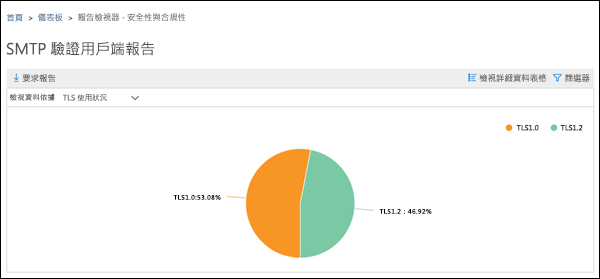 首頁 > 儀表板 > 報告檢視器 - 安全性與合規性
SMTP 驗證用戶端報告
要求報告 檢視詳細資料表格 篩選器
檢視資料依據 TLS 使用狀況
TLS1.0 TLS1.2
TLS1.0:53.08%
TLS1.2：46.92%